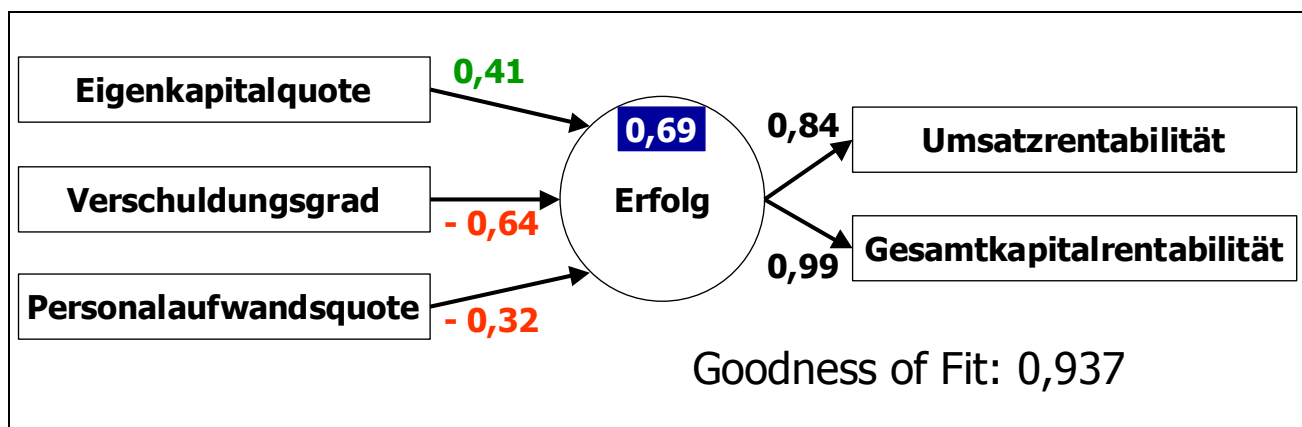 Eigenkapitalquote
0,41
Verschuldungsgrad
- 0,64
Personalaufwandsquote
- 0,32
0,69
Erfolg
0,84
Umsatzrentabilität
0,99
Gesamtkapitalrentabilität
Goodness of Fit: 0,937